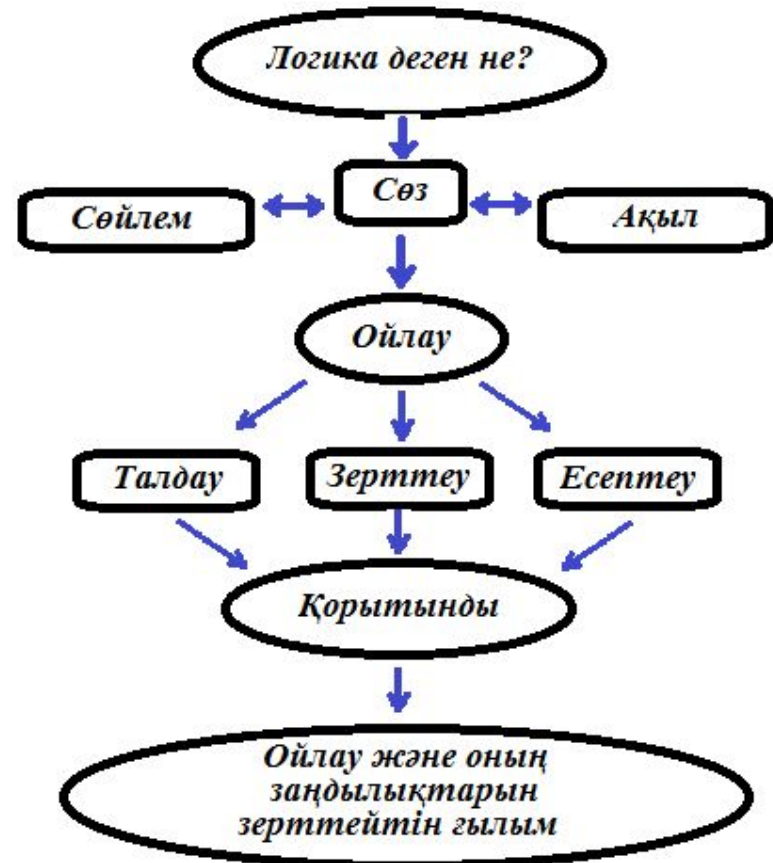 Логика деген не?
Сөз
Сөйлем
Ақыл
Ойлау
Талдау
Зерттеу
Есептеу
Қорытынды
Ойлау және оның
заңдылықтарын
зерттейтін ғылым